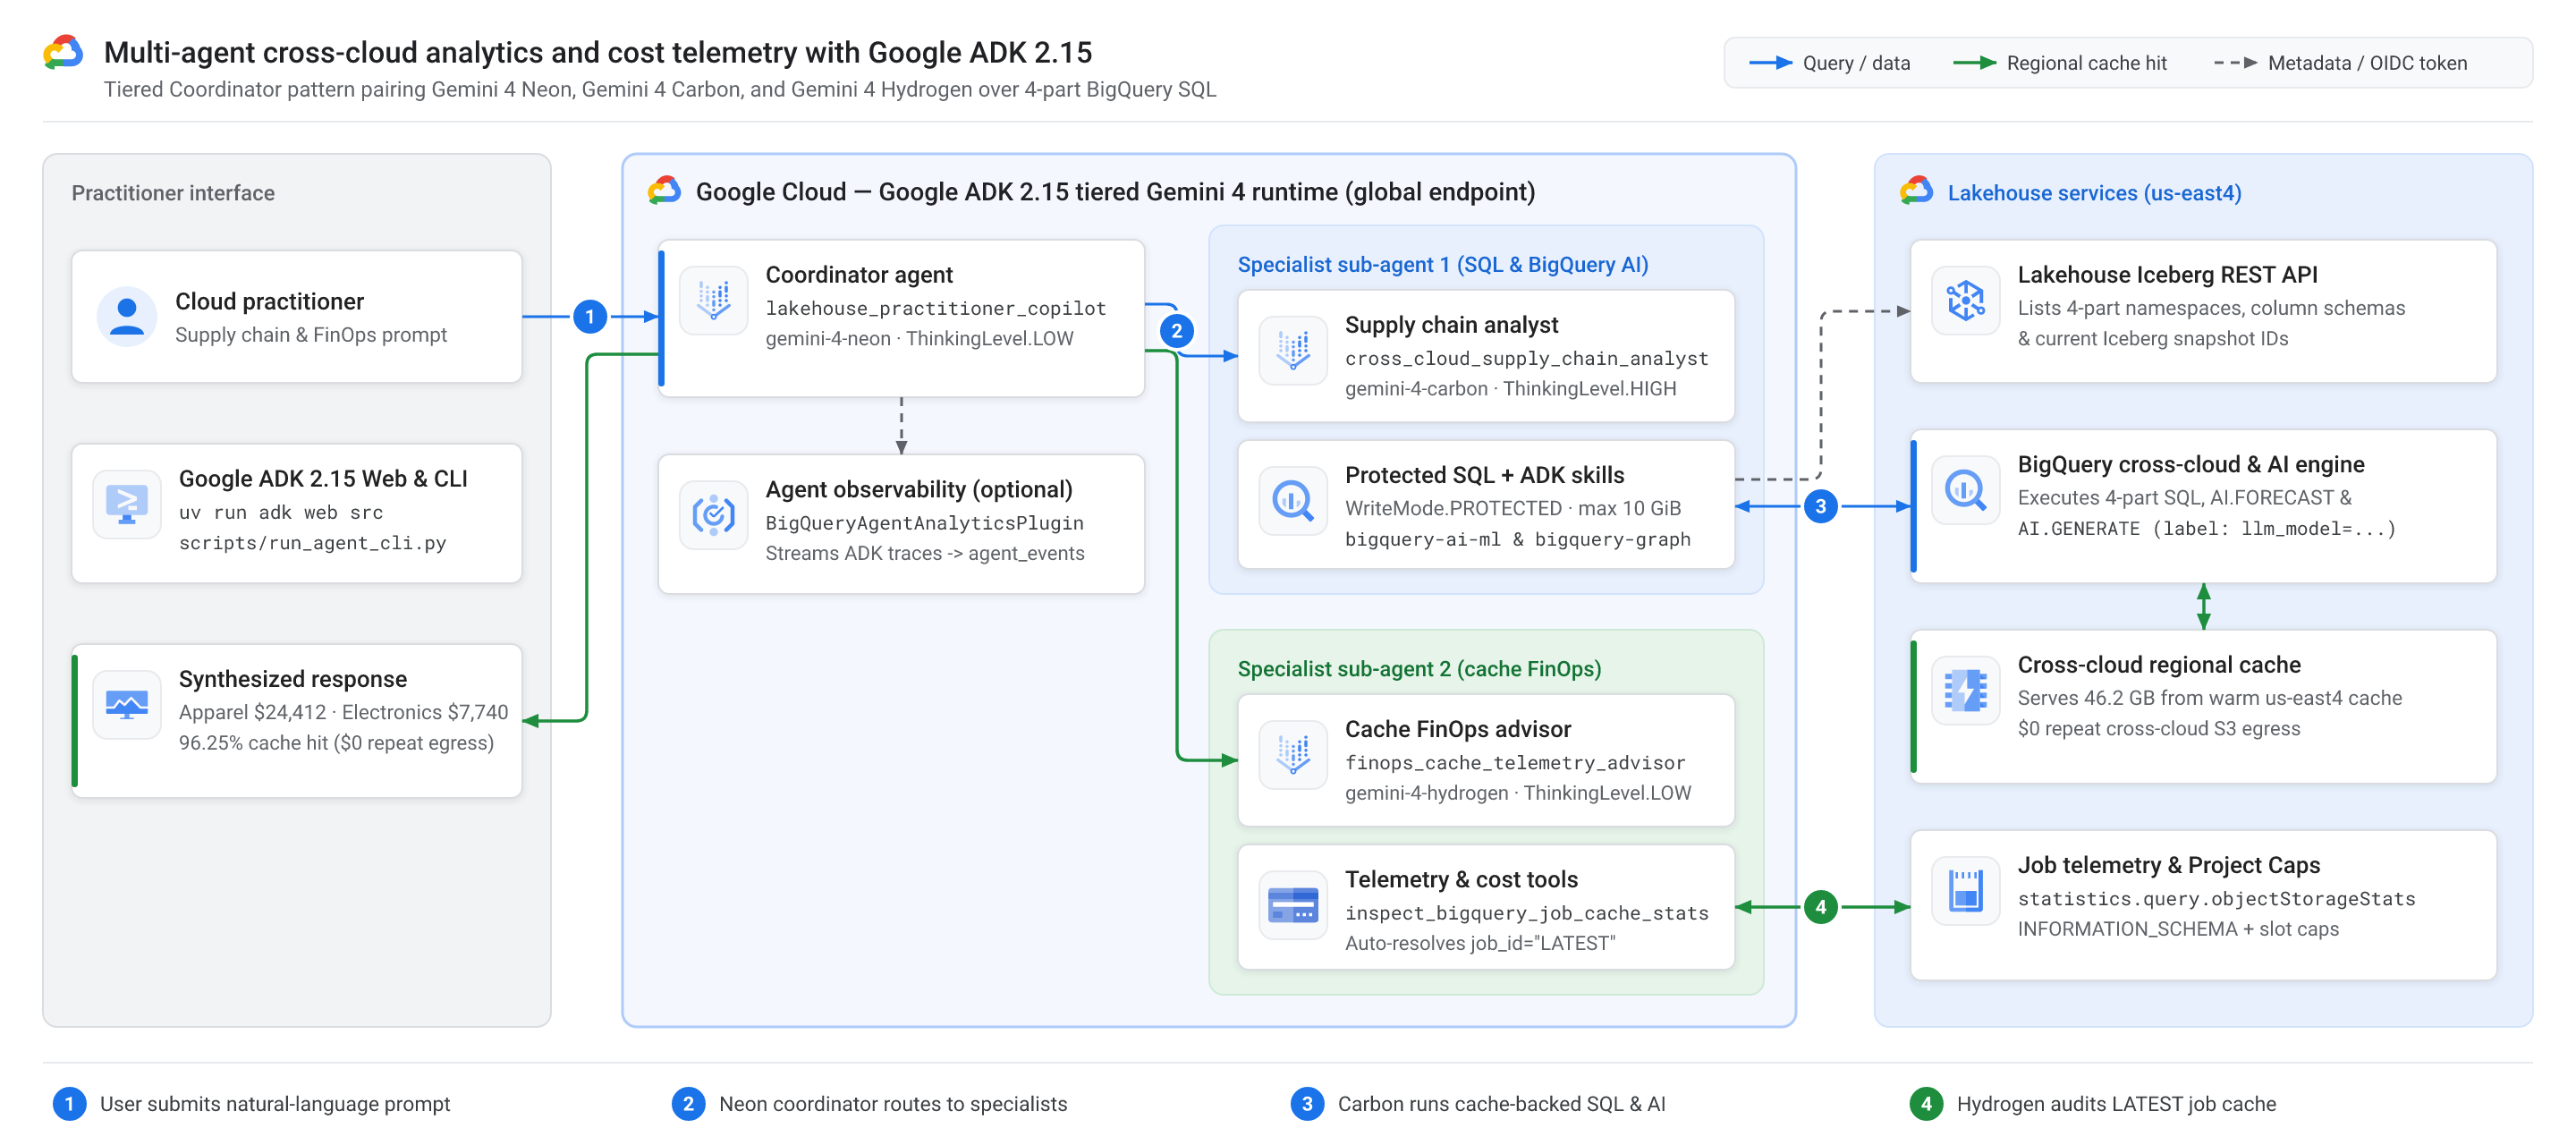 Multi-agent cross-cloud analytics and cost telemetry with Google ADK 2.15
Tiered Coordinator pattern pairing Gemini 4 Neon, Gemini 4 Carbon, and Gemini 4 Hydrogen over 4-part BigQuery SQL
Query / data
Regional cache hit
Metadata / OIDC token
Practitioner interface
Cloud practitioner
Supply chain & FinOps prompt
Google ADK 2.15 Web & CLI
uv run adk web src
scripts/run_agent_cli.py
Synthesized response
Apparel $24,412 · Electronics $7,740
96.25% cache hit ($0 repeat egress)
1
Google Cloud — Google ADK 2.15 tiered Gemini 4 runtime (global endpoint)
Coordinator agent
lakehouse_practitioner_copilot
gemini-4-neon · ThinkingLevel.LOW
Agent observability (optional)
BigQueryAgentAnalyticsPlugin
Streams ADK traces -> agent_events
2
Specialist sub-agent 1 (SQL & BigQuery AI)
Supply chain analyst
cross_cloud_supply_chain_analyst
gemini-4-carbon · ThinkingLevel.HIGH
Protected SQL + ADK skills
WriteMode.PROTECTED · max 10 GiB
bigquery-ai-ml & bigquery-graph
Specialist sub-agent 2 (cache FinOps)
Cache FinOps advisor
finops_cache_telemetry_advisor
gemini-4-hydrogen · ThinkingLevel.LOW
Telemetry & cost tools
inspect_bigquery_job_cache_stats
Auto-resolves job_id="LATEST"
3
4
Lakehouse services (us-east4)
Lakehouse Iceberg REST API
Lists 4-part namespaces, column schemas
& current Iceberg snapshot IDs
BigQuery cross-cloud & AI engine
Executes 4-part SQL, AI.FORECAST &
AI.GENERATE (label: llm_model=...)
Cross-cloud regional cache
Serves 46.2 GB from warm us-east4 cache
$0 repeat cross-cloud S3 egress
Job telemetry & Project Caps
statistics.query.objectStorageStats
INFORMATION_SCHEMA + slot caps
1 User submits natural-language prompt
2 Neon coordinator routes to specialists
3 Carbon runs cache-backed SQL & AI
4 Hydrogen audits LATEST job cache